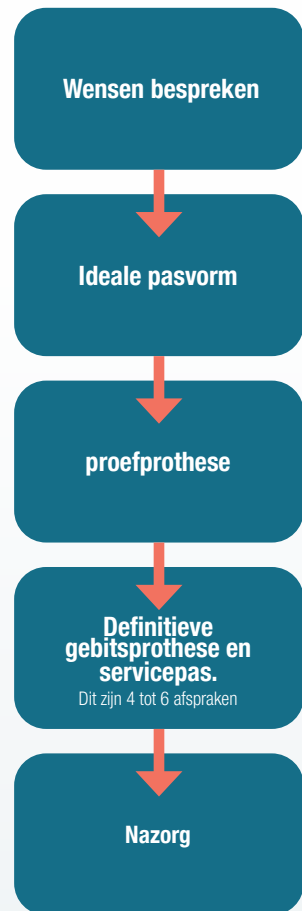 Wensen bespreken
Ideale pasvorm
proefprothese
Definitieve
gebitsprothese en
servicepas.
Dit zijn 4 tot 6 afspraken
Nazorg